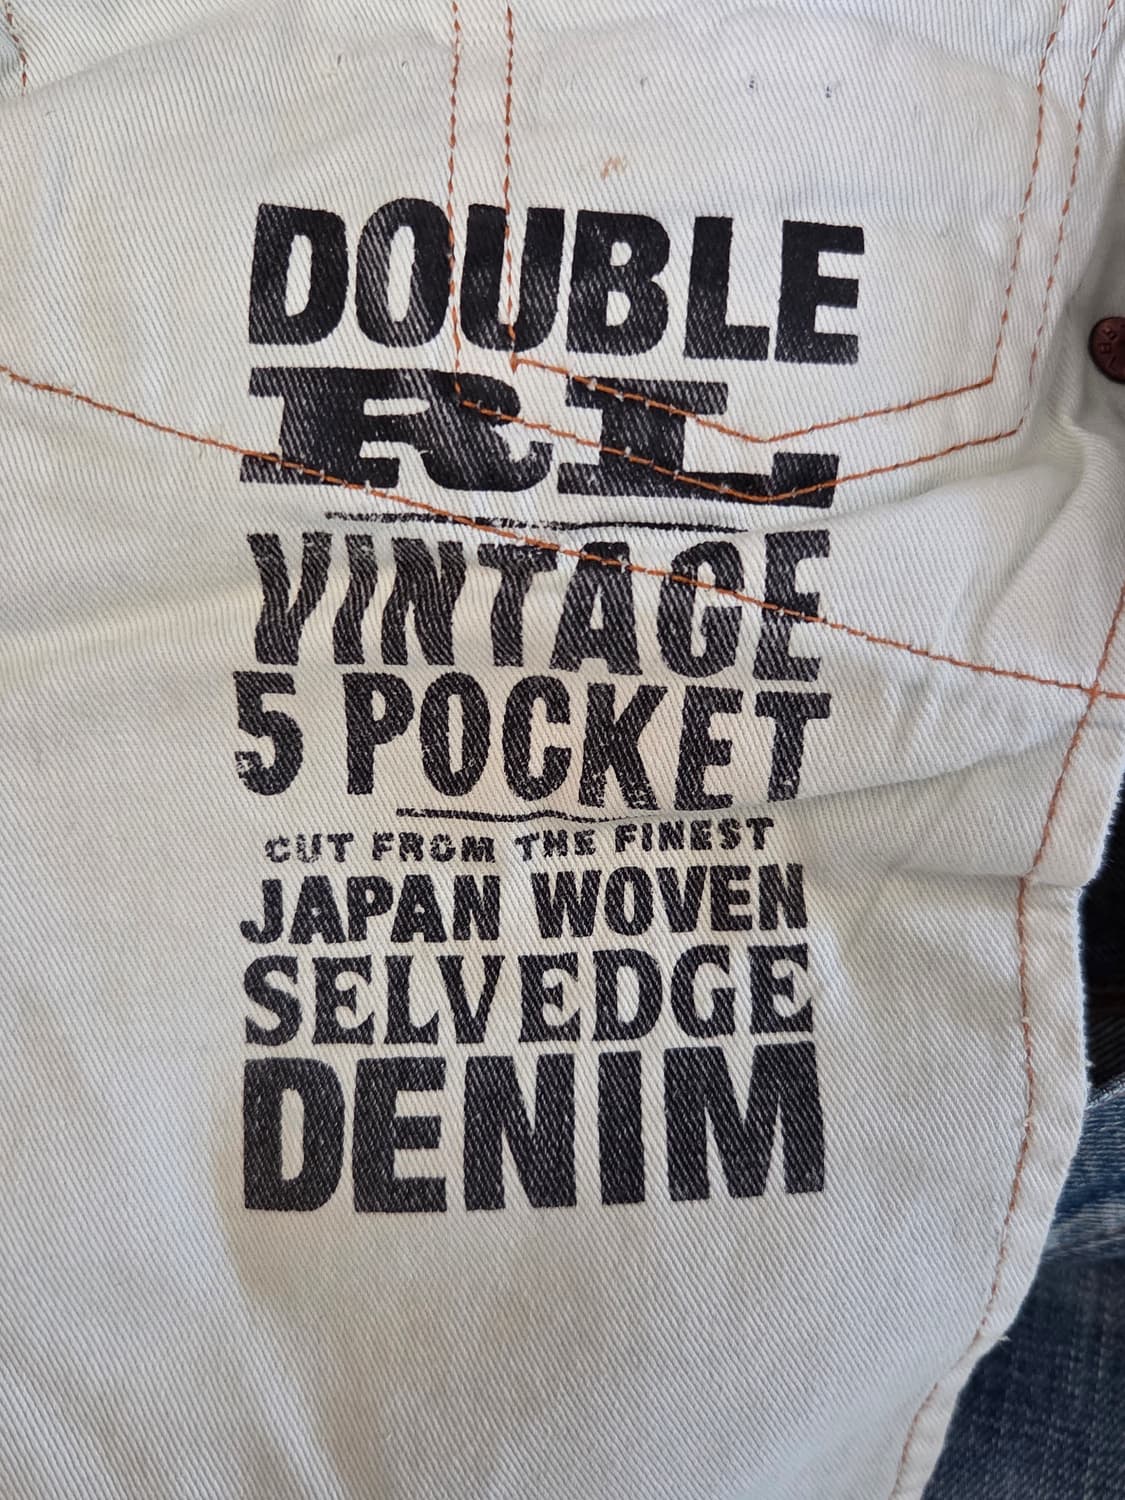 DOUBLE
RL
VINTAGE
5 POCKET
CUT FROM THE FINEST
JAPAN WOVEN
SELVEDGE
DENIM